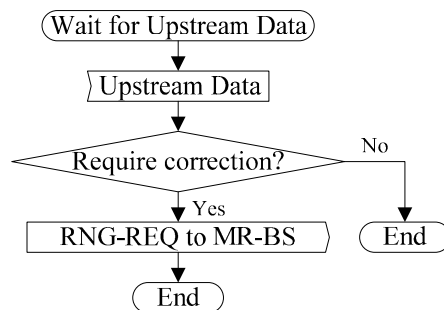 Wait for Upstream Data
Upstream Data
Require correction?
No
Yes
RNG-REQ to MR-BS
End
End